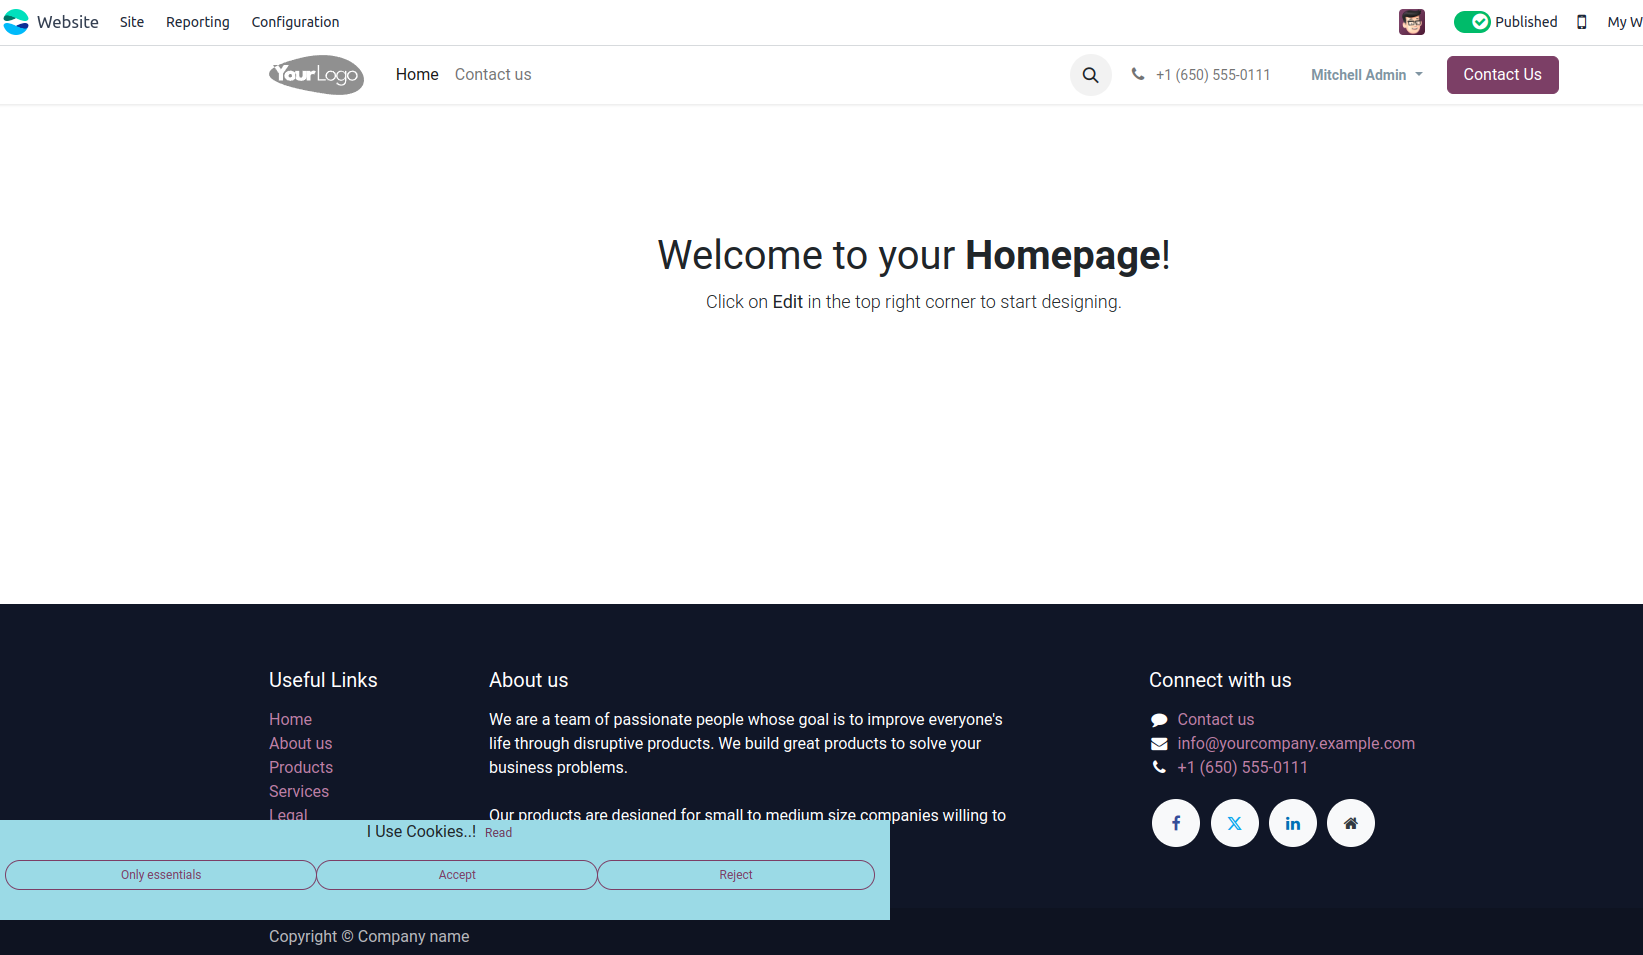 Website Site Reporting Configuration Published My W
YourLogo Home Contact us +1 (650) 555-0111 Mitchell Admin Contact Us
Welcome to your Homepage!
Click on Edit in the top right corner to start designing.
Useful Links
Home
About us
Products
Services
Legal
About us
We are a team of passionate people whose goal is to improve everyone's
life through disruptive products. We build great products to solve your
business problems.
Our products are designed for small to medium size companies willing to
Connect with us
Contact us
info@yourcompany.example.com
+1 (650) 555-0111
I Use Cookies..! Read
Only essentials Accept Reject
Copyright © Company name